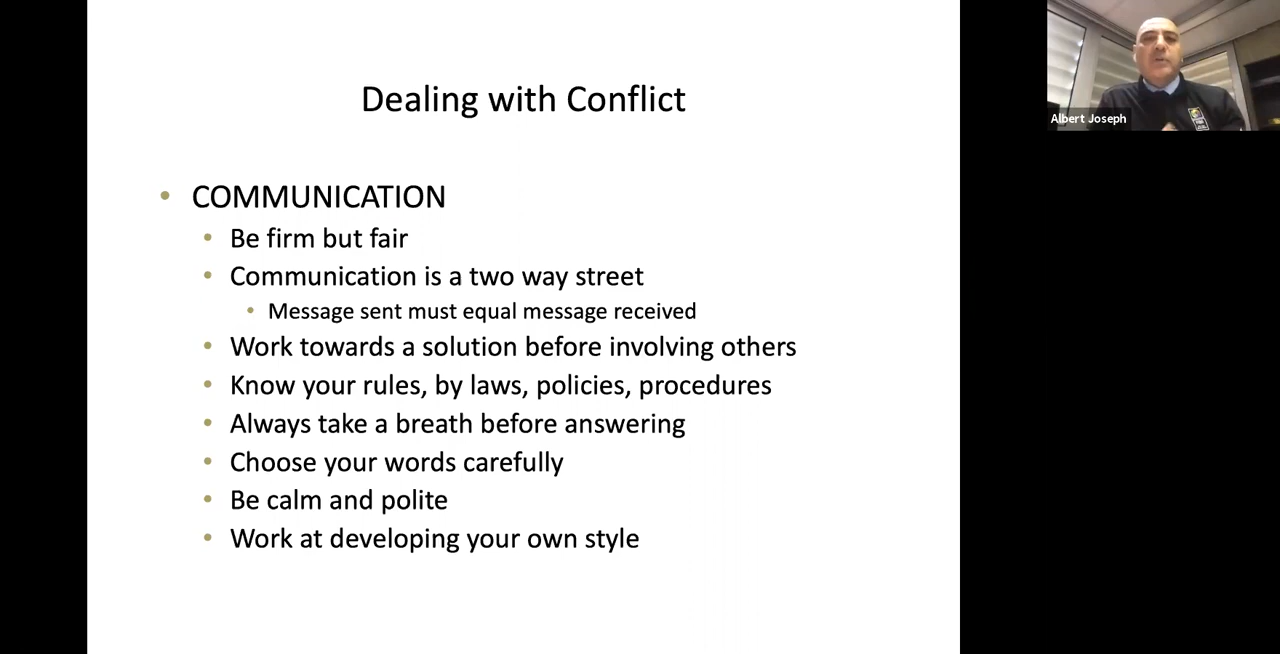 Dealing with Conflict
Albert Joseph
• COMMUNICATION
• Be firm but fair
• Communication is a two way street
• Message sent must equal message received
• Work towards a solution before involving others
• Know your rules, by laws, policies, procedures
• Always take a breath before answering
• Choose your words carefully
• Be calm and polite
• Work at developing your own style